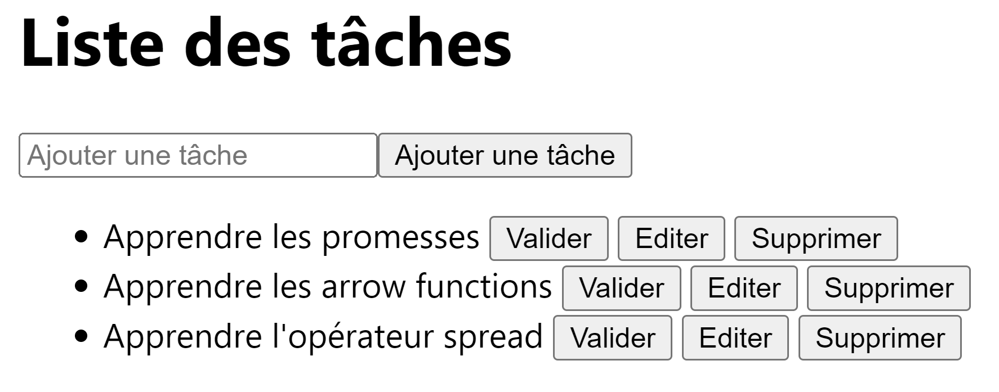 Liste des tâches
Ajouter une tâche Ajouter une tâche
Apprendre les promesses Valider Editer Supprimer
Apprendre les arrow functions Valider Editer Supprimer
Apprendre l'opérateur spread Valider Editer Supprimer